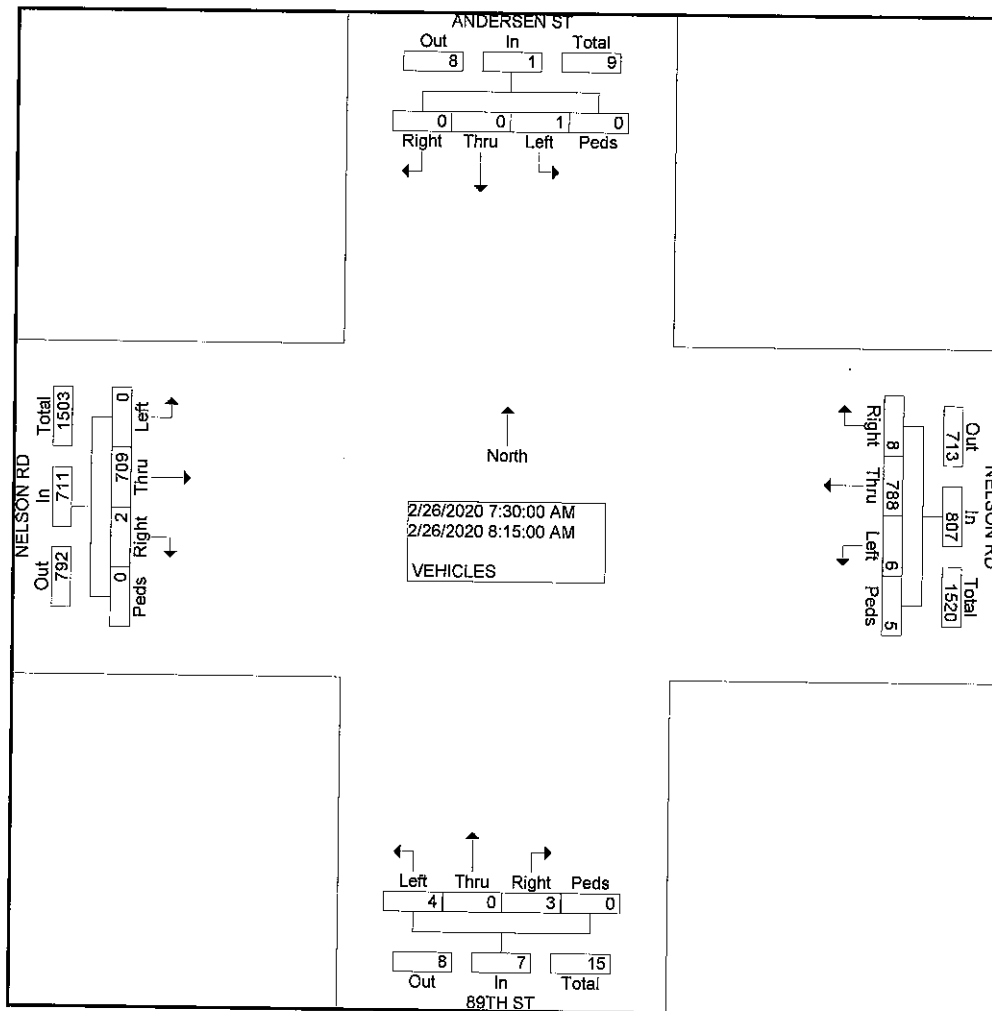 ANDERSEN ST
Out In Total
8 1 9
0 0 1 0
Right Thru Left Peds
NELSON RD
Total In Out
1503 711 792
0 709 2 0
Left Thru Right Peds
North
2/26/2020 7:30:00 AM
2/26/2020 8:15:00 AM
VEHICLES
Right Thru Left Peds
8 788 6 5
Out In Total
713 807 1520
NELSON RD
Left Thru Right Peds
4 0 3 0
8 7 15
Out In Total
89TH ST